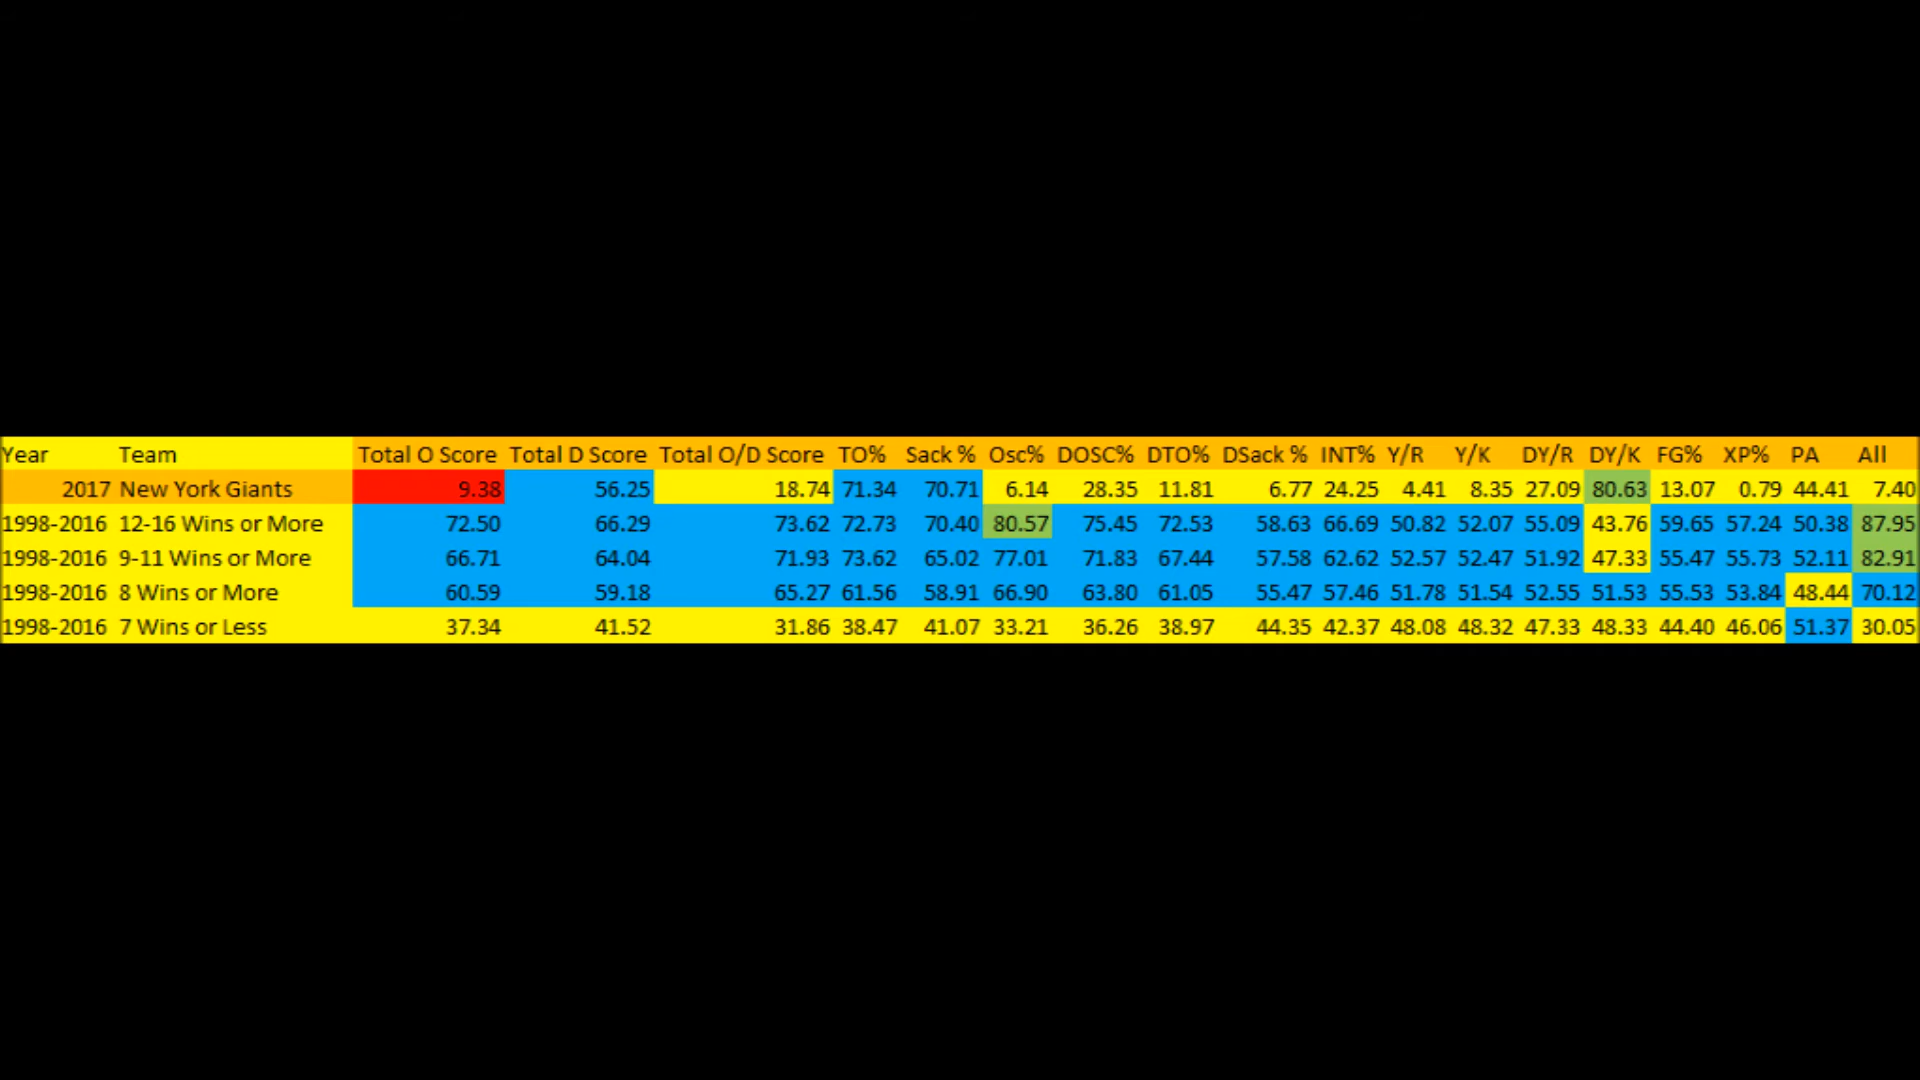 Year Team Total O Score Total D Score Total O/D Score TO% Sack % Osc% DOSC% DTO% DSack % INT% Y/R Y/K DY/R DY/K FG% XP% PA All
2017 New York Giants 9.38 56.25 18.74 71.34 70.71 6.14 28.35 11.81 6.77 24.25 4.41 8.35 27.09 80.63 13.07 0.79 44.41 7.40
1998-2016 12-16 Wins or More 72.50 66.29 73.62 72.73 70.40 80.57 75.45 72.53 58.63 66.69 50.82 52.07 55.09 43.76 59.65 57.24 50.38 87.95
1998-2016 9-11 Wins or More 66.71 64.04 71.93 73.62 65.02 77.01 71.83 67.44 57.58 62.62 52.57 52.47 51.92 47.33 55.47 55.73 52.11 82.91
1998-2016 8 Wins or More 60.59 59.18 65.27 61.56 58.91 66.90 63.80 61.05 55.47 57.46 51.78 51.54 52.55 51.53 55.53 53.84 48.44 70.12
1998-2016 7 Wins or Less 37.34 41.52 31.86 38.47 41.07 33.21 36.26 38.97 44.35 42.37 48.08 48.32 47.33 48.33 44.40 46.06 51.37 30.05